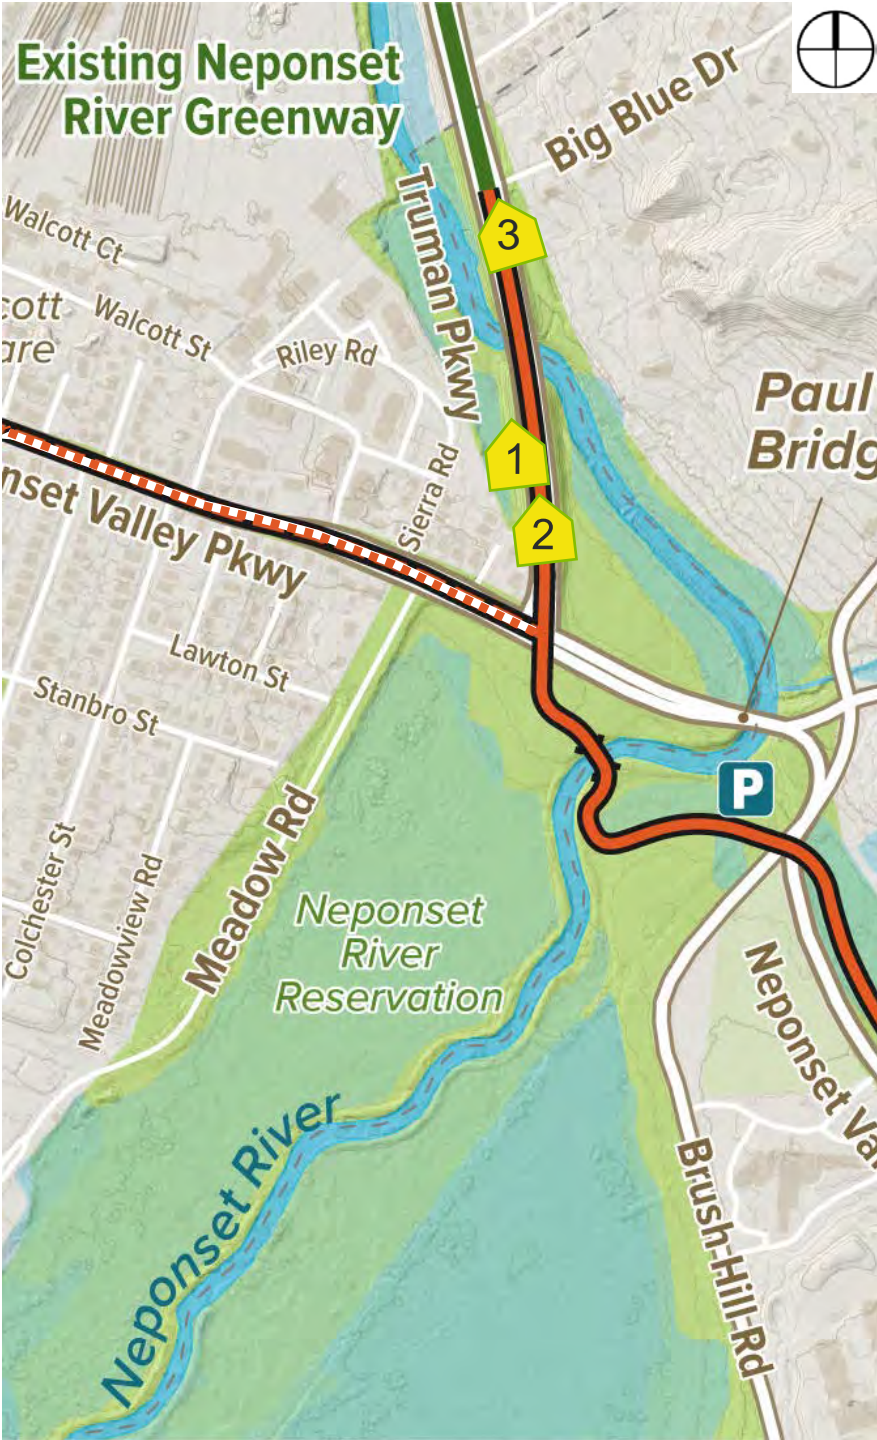 Existing Neponset
River Greenway
Big Blue Dr
Truman Pkwy
Walcott Ct
3
cott
are
Walcott St
Riley Rd
Paul
Bridg
Sierra Rd
1
nset Valley Pkwy
2
Lawton St
Stanbro St
P
Meadow Rd
Colchester St
Meadowview Rd
Neponset
River
Reservation
Neponset Va
Neponset River
Brush-Hill-Rd